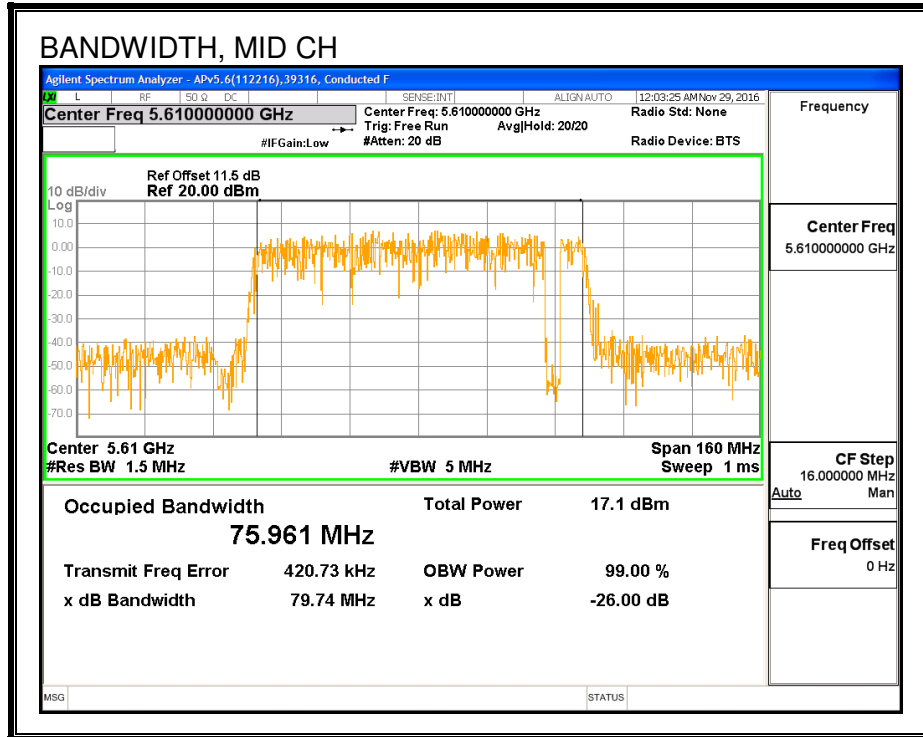 BANDWIDTH, MID CH
Agilent Spectrum Analyzer - APv5.6(112216),39316, Conducted F
LXI L RF 50 Ω DC SENSE:INT ALIGN AUTO 12:03:25 AM Nov 29, 2016
Center Freq 5.610000000 GHz
Center Freq: 5.610000000 GHz
Radio Std: None
Trig: Free Run Avg|Hold: 20/20
#IFGain:Low #Atten: 20 dB Radio Device: BTS
Ref Offset 11.5 dB
10 dB/div Ref 20.00 dBm
Log
10.0
0.00
-10.0
-20.0
-30.0
-40.0
-50.0
-60.0
-70.0
Center 5.61 GHz Span 160 MHz
#Res BW 1.5 MHz #VBW 5 MHz Sweep 1 ms
Occupied Bandwidth Total Power 17.1 dBm
75.961 MHz
Transmit Freq Error 420.73 kHz OBW Power 99.00 %
x dB Bandwidth 79.74 MHz x dB -26.00 dB
MSG STATUS
Frequency
Center Freq
5.610000000 GHz
CF Step
16.000000 MHz
Auto Man
Freq Offset
0 Hz